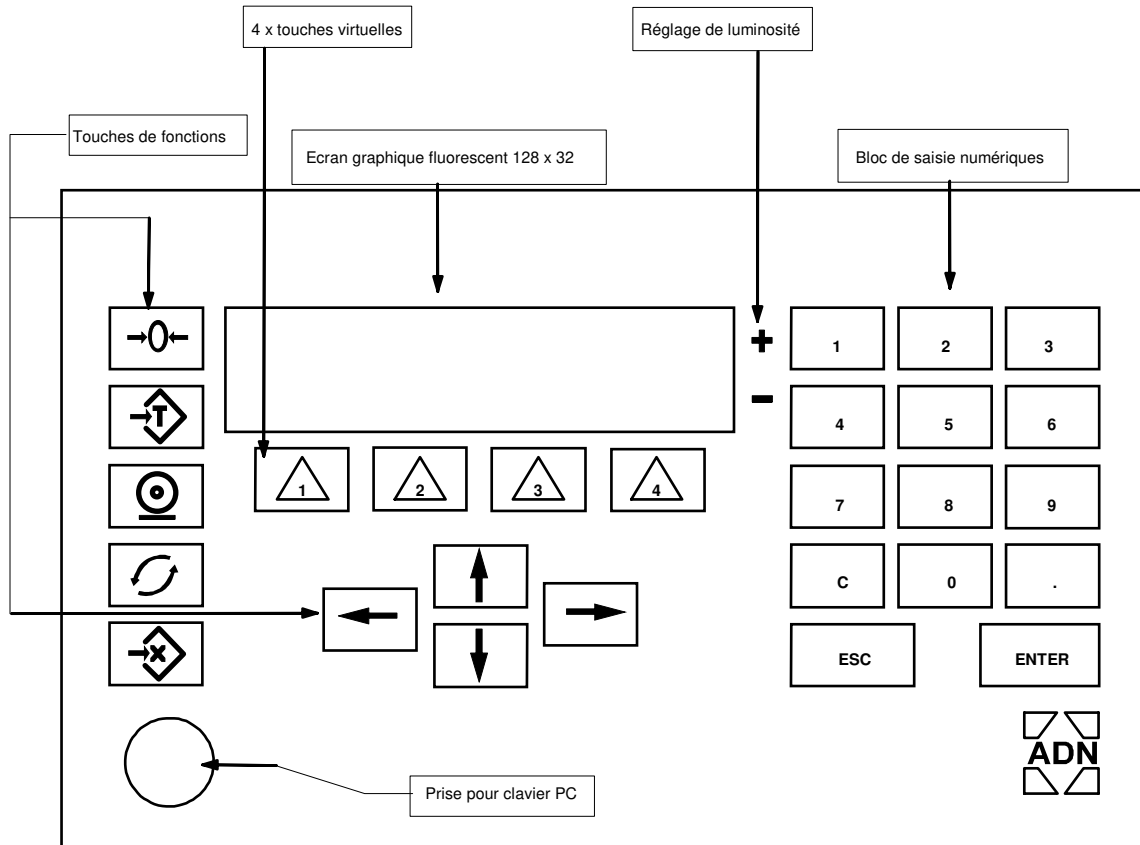 4 x touches virtuelles
Réglage de luminosité
Touches de fonctions
Ecran graphique fluorescent 128 x 32
Bloc de saisie numériques
→0←
+
1
2
3
→T
−
4
5
6
1
2
3
4
7
8
9
C
0
.
→x
ESC
ENTER
ADN
Prise pour clavier PC